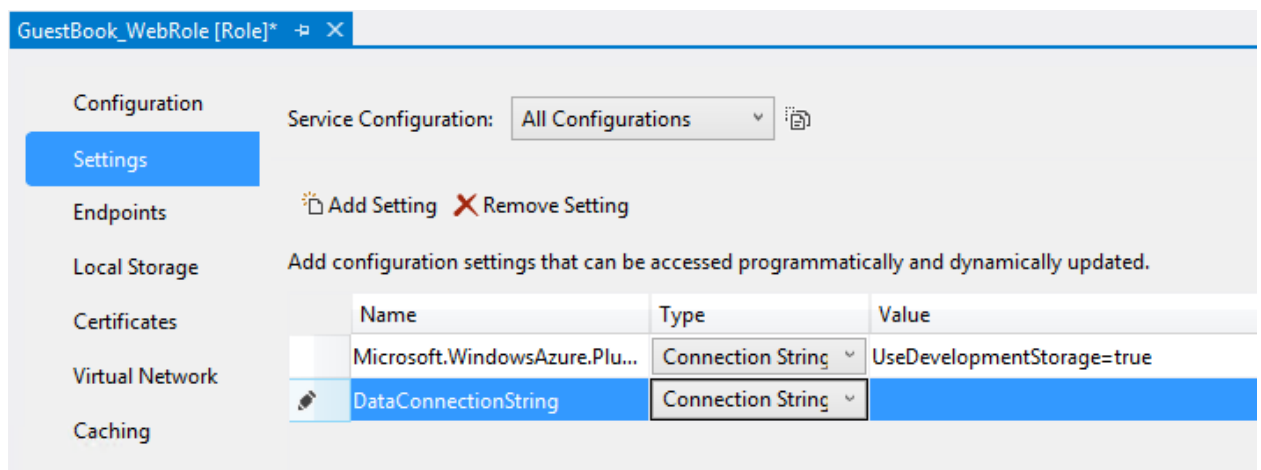 GuestBook_WebRole [Role]*
Configuration
Settings
Endpoints
Local Storage
Certificates
Virtual Network
Caching
Service Configuration: All Configurations
Add Setting Remove Setting
Add configuration settings that can be accessed programmatically and dynamically updated.
Name Type Value
Microsoft.WindowsAzure.Plu... Connection String UseDevelopmentStorage=true
DataConnectionString Connection String